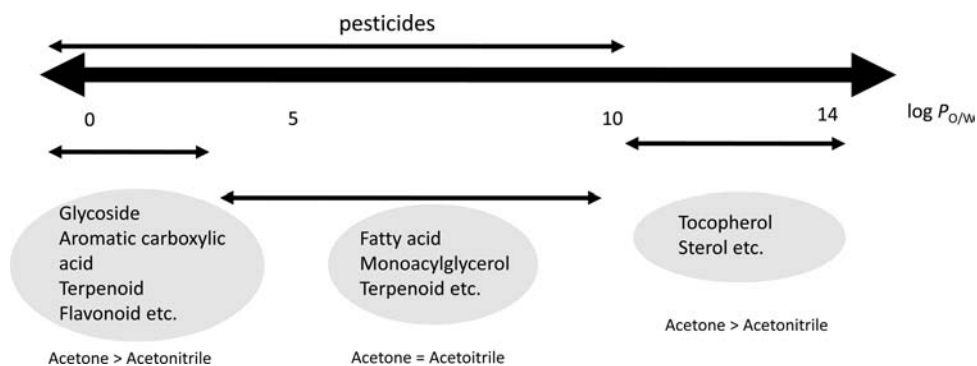 pesticides
0 5 10 14 log P O/W
Glycoside
Aromatic carboxylic
acid
Terpenoid
Flavonoid etc.
Fatty acid
Monoacylglycerol
Terpenoid etc.
Tocopherol
Sterol etc.
Acetone > Acetonitrile
Acetone = Acetoitrile
Acetone > Acetonitrile